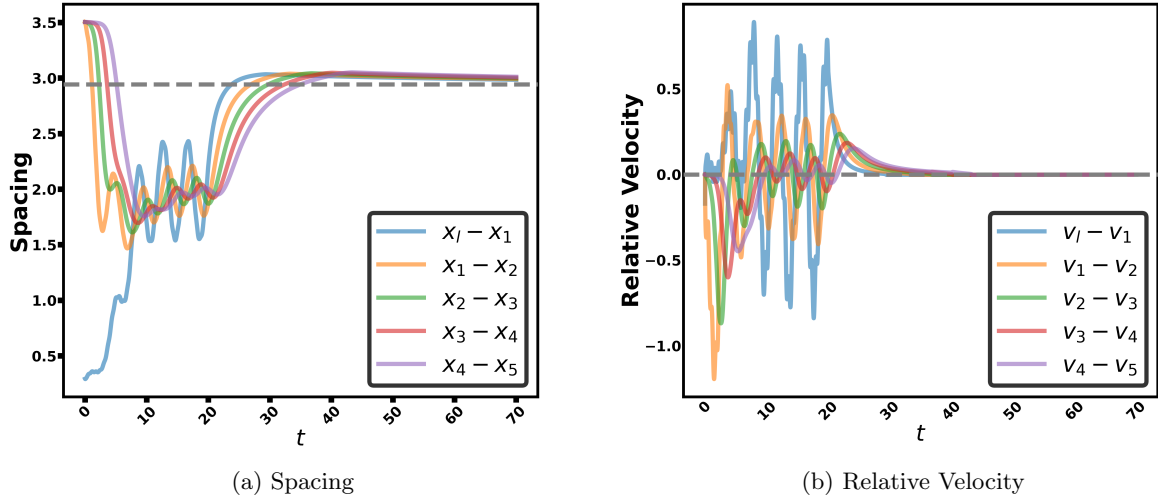 3.5
3.0
2.5
2.0
1.5
1.0
0.5
Spacing
0
10
20
30
40
50
60
70
t
x_l − x_1
x_1 − x_2
x_2 − x_3
x_3 − x_4
x_4 − x_5
(a) Spacing
0.5
0.0
−0.5
−1.0
Relative Velocity
0
10
20
30
40
50
60
70
t
v_l − v_1
v_1 − v_2
v_2 − v_3
v_3 − v_4
v_4 − v_5
(b) Relative Velocity